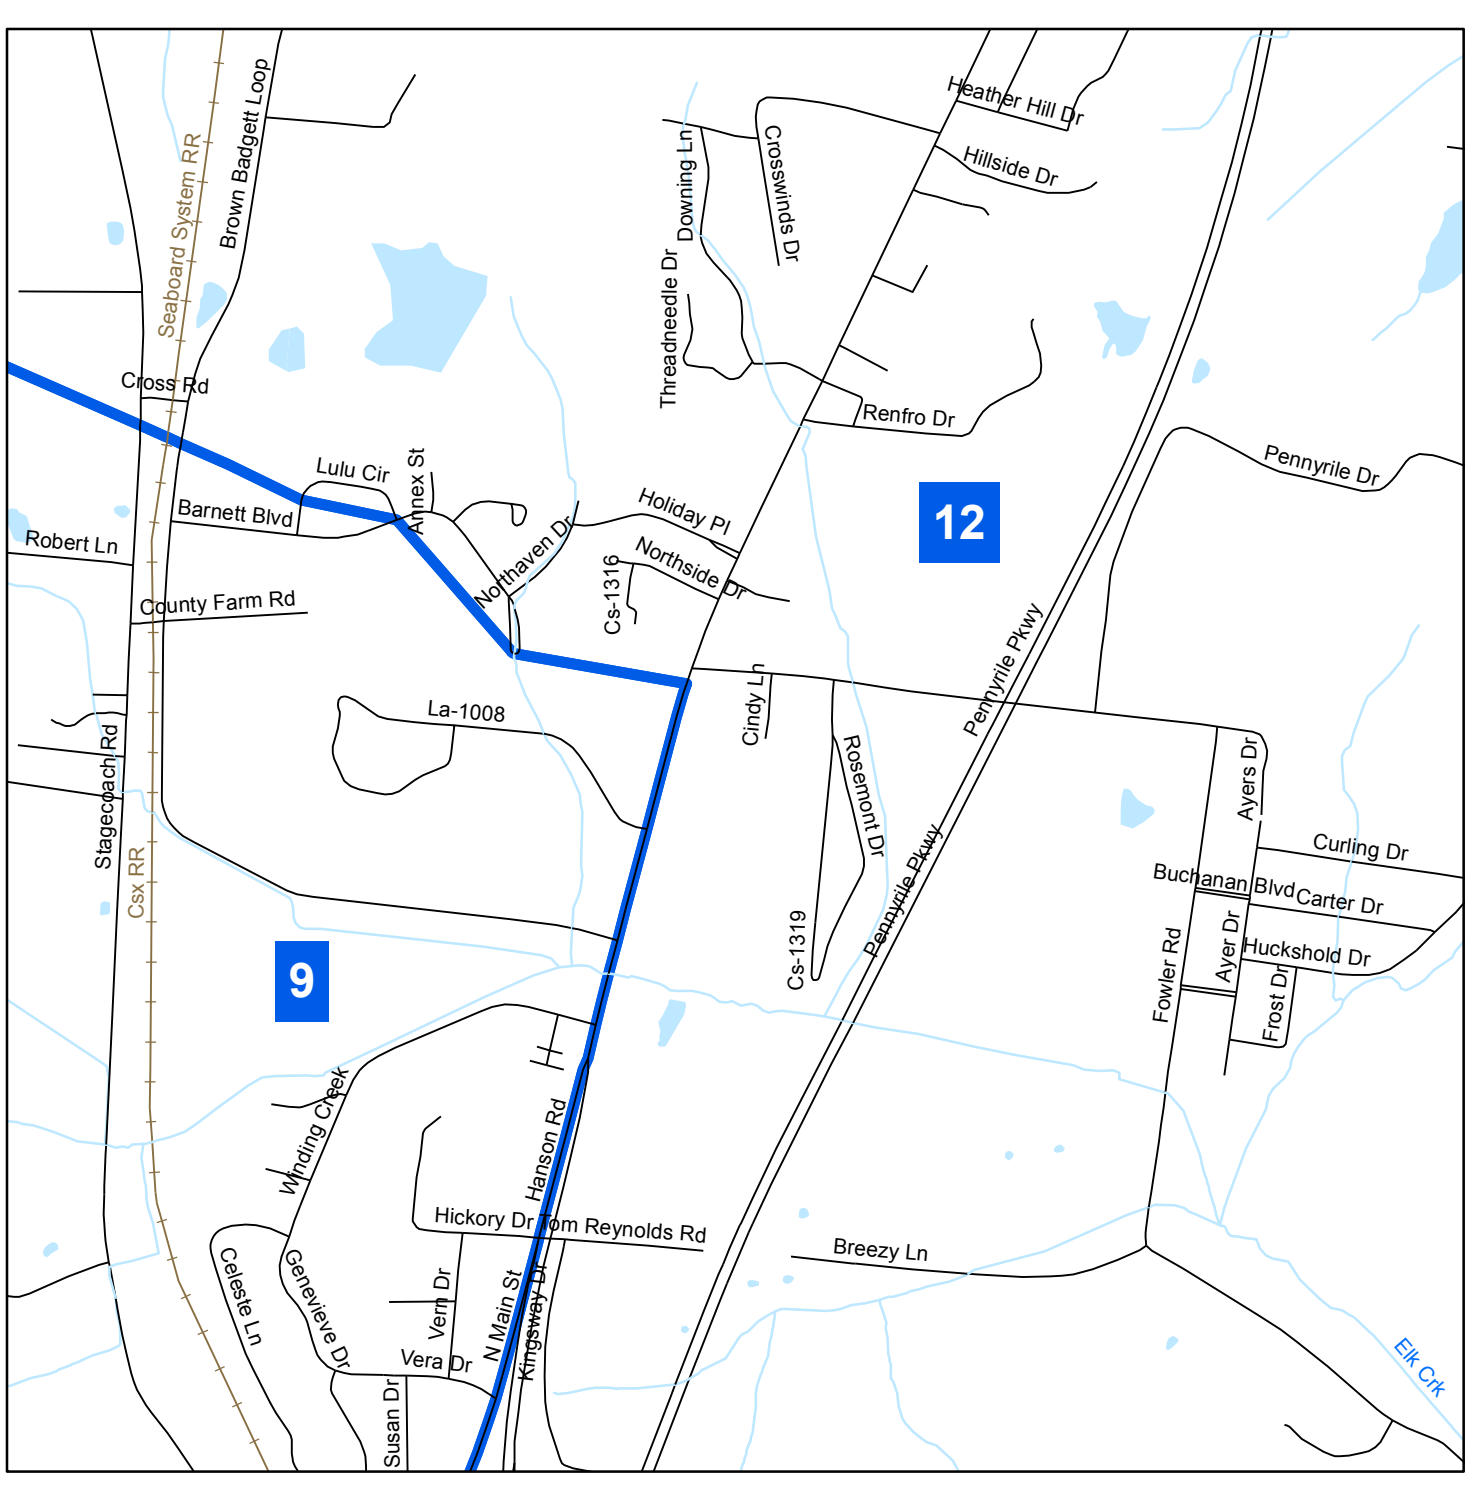 Heather Hill Dr
Hillside Dr
Crosswinds Dr
Downing Ln
Threadneedle Dr
Brown Badgett Loop
Seaboard System RR
Cross Rd
Renfro Dr
Pennyrile Dr
Lulu Cir
Annex St
Barnett Blvd
Holiday Pl
12
Robert Ln
Northaven Dr
Northside Dr
Cs-1316
County Farm Rd
Pennyrile Pkwy
La-1008
Cindy Ln
Stagecoach Rd
Rosemont Dr
Ayers Dr
Csx RR
Pennyrile Pkwy
Curling Dr
Buchanan Blvd
Carter Dr
Cs-1319
Ayer Dr
Huckshold Dr
9
Fowler Rd
Frost Dr
Winding Creek
Hanson Rd
Hickory Dr
Tom Reynolds Rd
Breezy Ln
Celeste Ln
Genevieve Dr
Vern Dr
N Main St
Kingsway Dr
Vera Dr
Susan Dr
Elk Crk